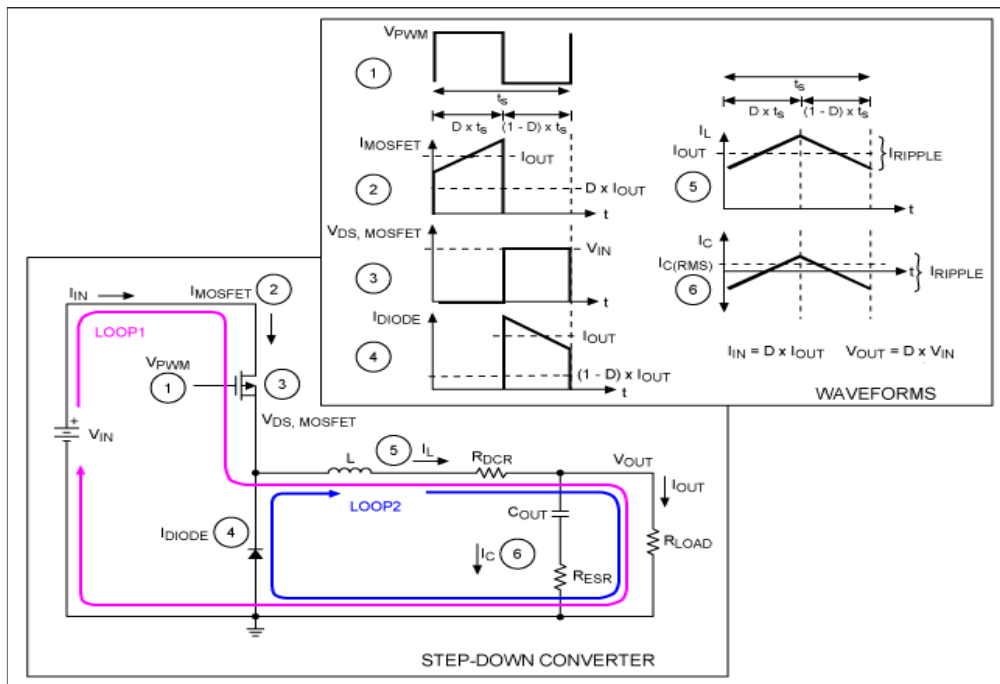 VPWM
1
ts
D x ts (1 - D) x ts
IMOSFET
IOUT
2
D x IOUT
t
VDS, MOSFET
VIN
3
t
IDIODE
IOUT
4
(1 - D) x IOUT
t
ts
D x ts (1 - D) x ts
IL
IOUT
IRIPPLE
5
t
IC
IC(RMS)
t
IRIPPLE
6
IIN = D x IOUT VOUT = D x VIN
WAVEFORMS
IIN
IMOSFET 2
LOOP1
VPWM
1
3
VDS, MOSFET
+
VIN
L
5
IL
RDCR
VOUT
IOUT
LOOP2
COUT
IDIODE 4
IC 6
RLOAD
RESR
STEP-DOWN CONVERTER